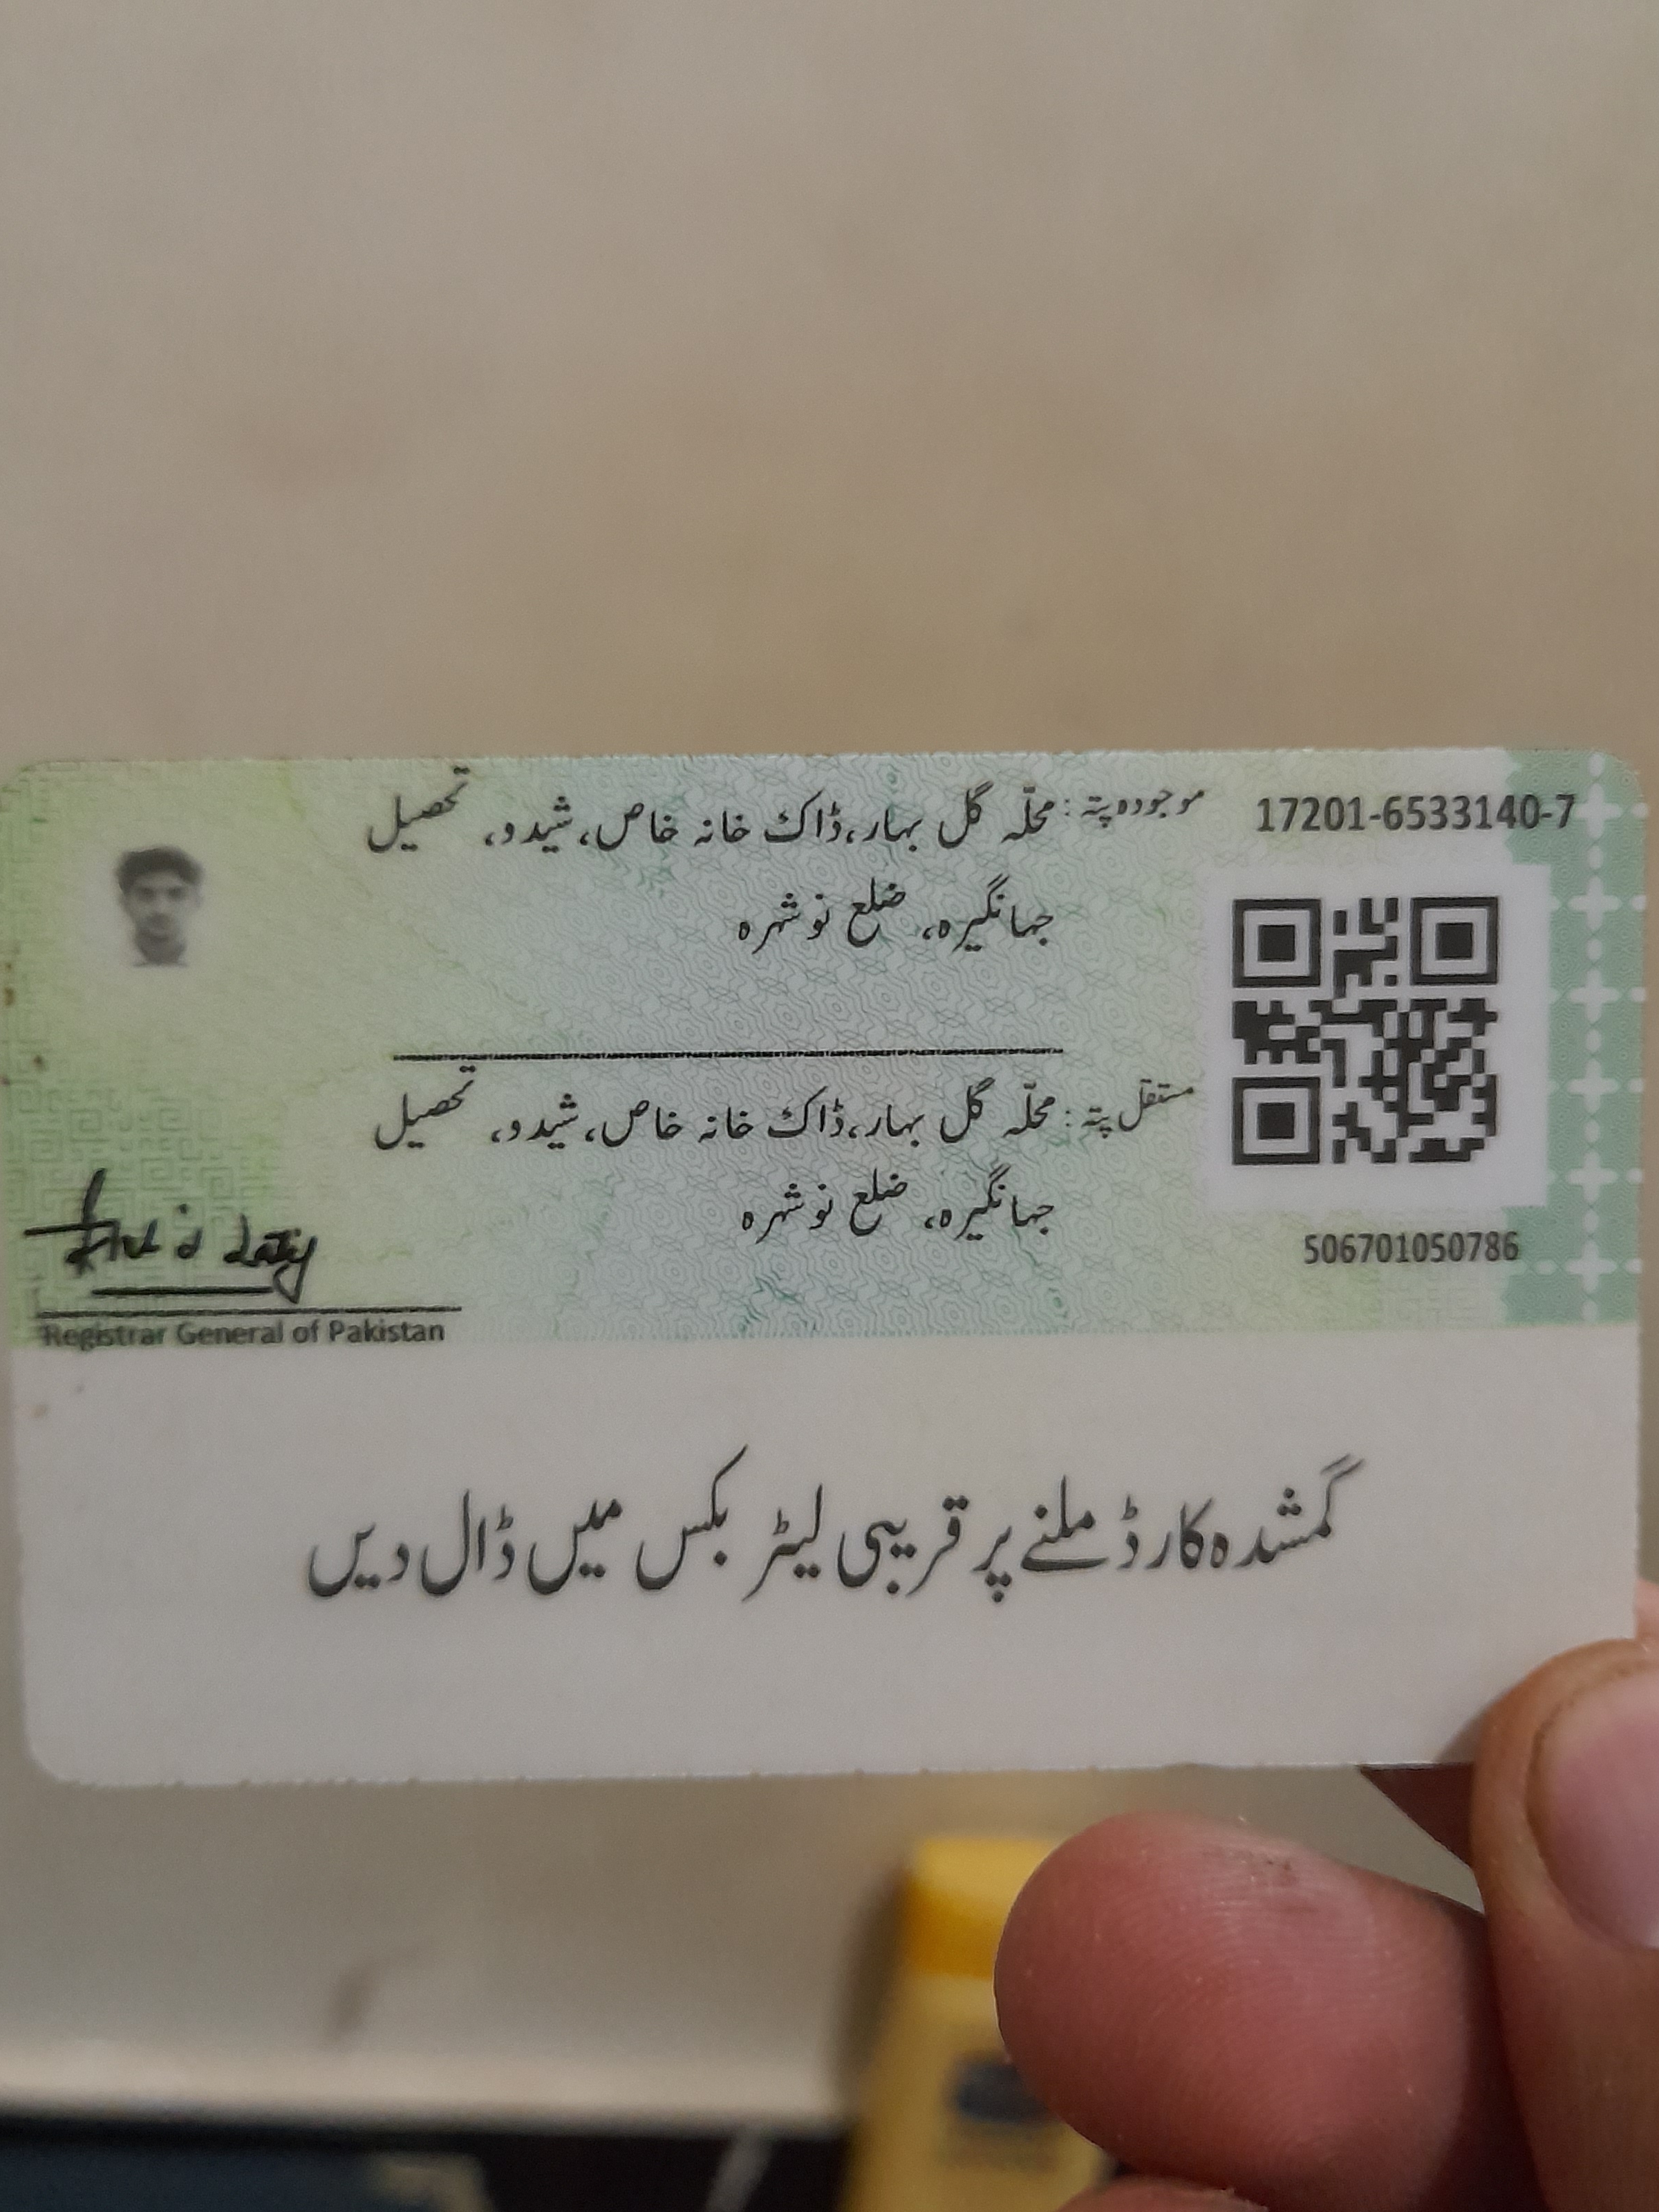 17201-6533140-7
موجودہ پتہ: محلّہ گل بہار، ڈاک خانہ خاص، شیدو، تحصیل
جہانگیرہ، ضلع نوشہرہ
مستقل پتہ: محلّہ گل بہار، ڈاک خانہ خاص، شیدو، تحصیل
جہانگیرہ، ضلع نوشہرہ
506701050786
Registrar General of Pakistan
گمشدہ کارڈ ملنے پر قریبی لیٹر بکس میں ڈال دیں